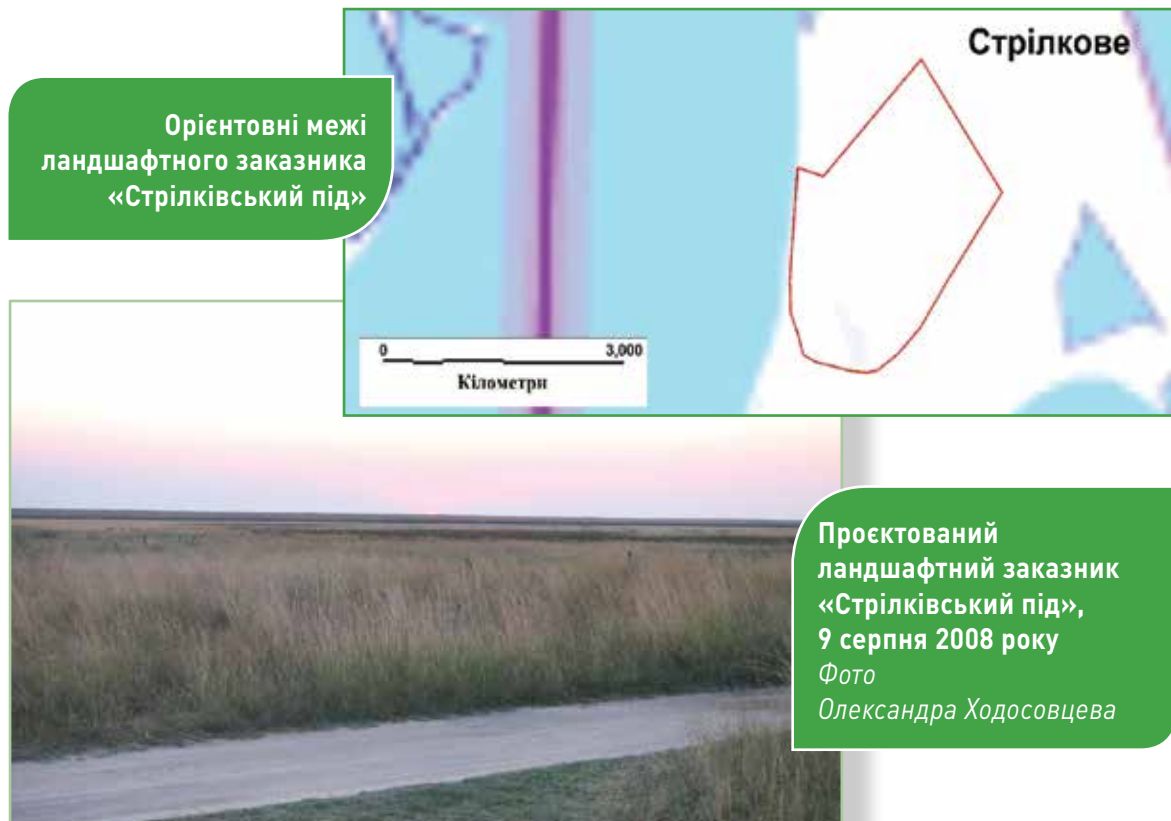 Орієнтовні межі
ландшафтного заказника
«Стрілківський під»
Стрілкове
0 3,000
Кілометри
Проєктований
ландшафтний заказник
«Стрілківський під»,
9 серпня 2008 року
Фото
Олександра Ходосовцева